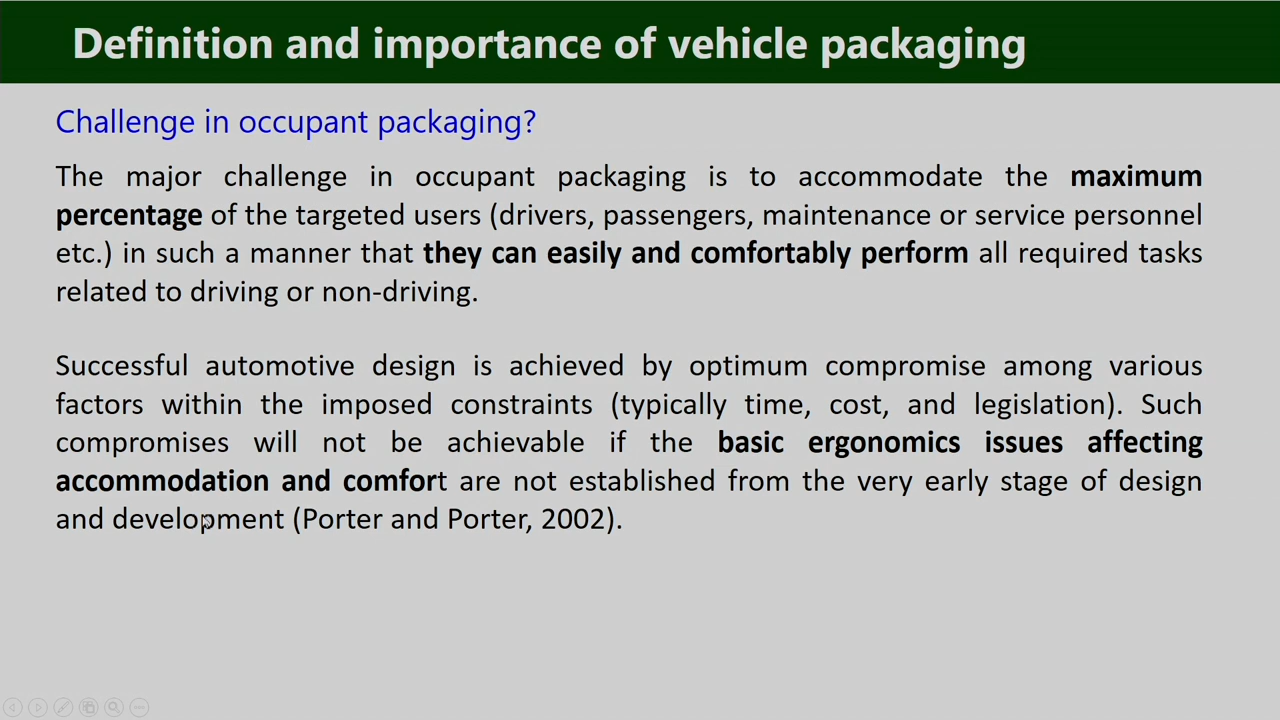 Definition and importance of vehicle packaging
Challenge in occupant packaging?
The major challenge in occupant packaging is to accommodate the maximum
percentage of the targeted users (drivers, passengers, maintenance or service personnel
etc.) in such a manner that they can easily and comfortably perform all required tasks
related to driving or non-driving.
Successful automotive design is achieved by optimum compromise among various
factors within the imposed constraints (typically time, cost, and legislation). Such
compromises will not be achievable if the basic ergonomics issues affecting
accommodation and comfort are not established from the very early stage of design
and development (Porter and Porter, 2002).